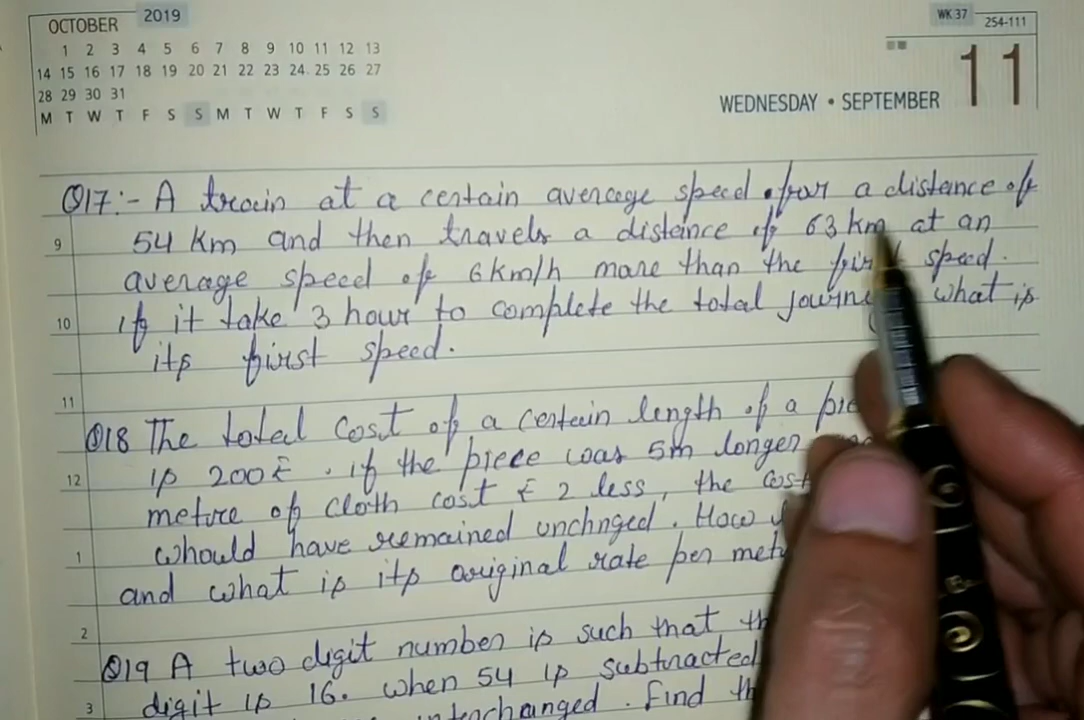 OCTOBER 2019
1 2 3 4 5 6 7 8 9 10 11 12 13
14 15 16 17 18 19 20 21 22 23 24 25 26 27
28 29 30 31
M T W T F S S M T W T F S S
WK 37 254-111
WEDNESDAY • SEPTEMBER 11
Q17:- A train at a certain average speed for a distance of
9 54 km and then travels a distance of 63 km at an
average speed of 6km/h more than the first speed.
10 if it take 3 hour to complete the total what is
its first speed.
11
Q18 The total cost of a certain length of a
12 is 200₹. if the piece was 5m longer
metre of cloth cost ₹ 2 less, the
1 whould have remained unchnged. How
and what is its original rate per
2
Q19 A two digit number is such that
3 digit is 16. when 54 is subtracted
interchanged. Find